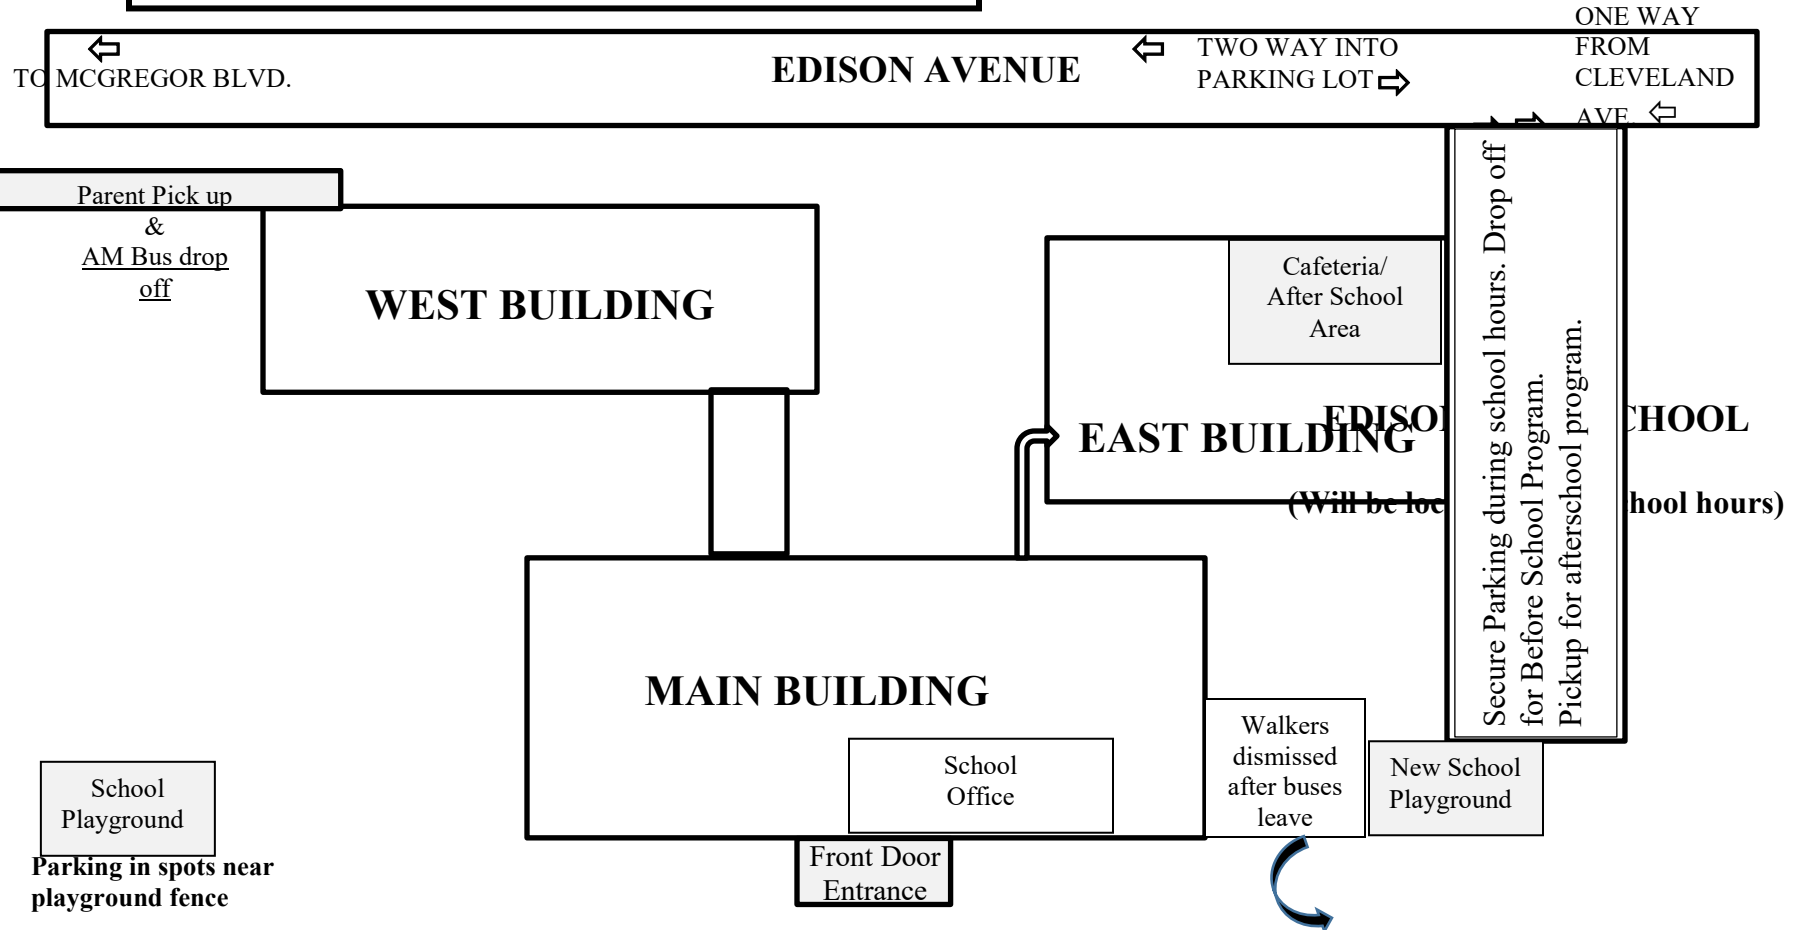 ONE WAY
FROM
CLEVELAND
AVE.
TWO WAY INTO
PARKING LOT
EDISON AVENUE
TO MCGREGOR BLVD.
Parent Pick up
&
AM Bus drop
off
WEST BUILDING
Cafeteria/
After School
Area
EAST BUILDING
CHOOL
(Will be
hool hours)
Secure Parking during school hours. Drop off
for Before School Program.
Pickup for afterschool program.
MAIN BUILDING
School
Office
Walkers
dismissed
after buses
leave
New School
Playground
School
Playground
Parking in spots near
playground fence
Front Door
Entrance